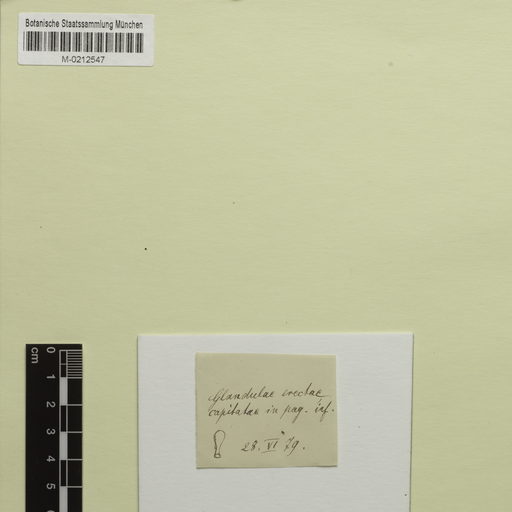 Botanische Staatssammlung München
M-0212547
cm
0
1
2
3
4
5
6
Glandulae erectae
capitatae in pag. inf.
28. VI 79.